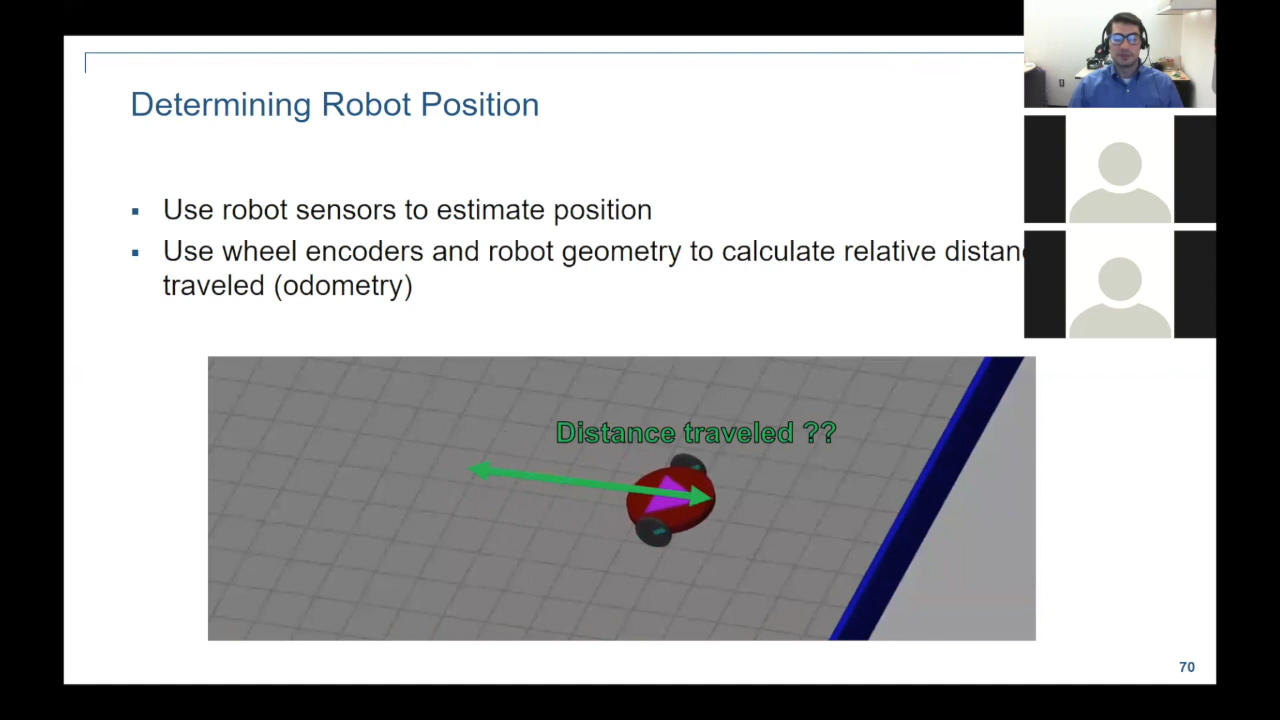 Determining Robot Position
▪ Use robot sensors to estimate position
▪ Use wheel encoders and robot geometry to calculate relative
traveled (odometry)
Distance traveled ??
70